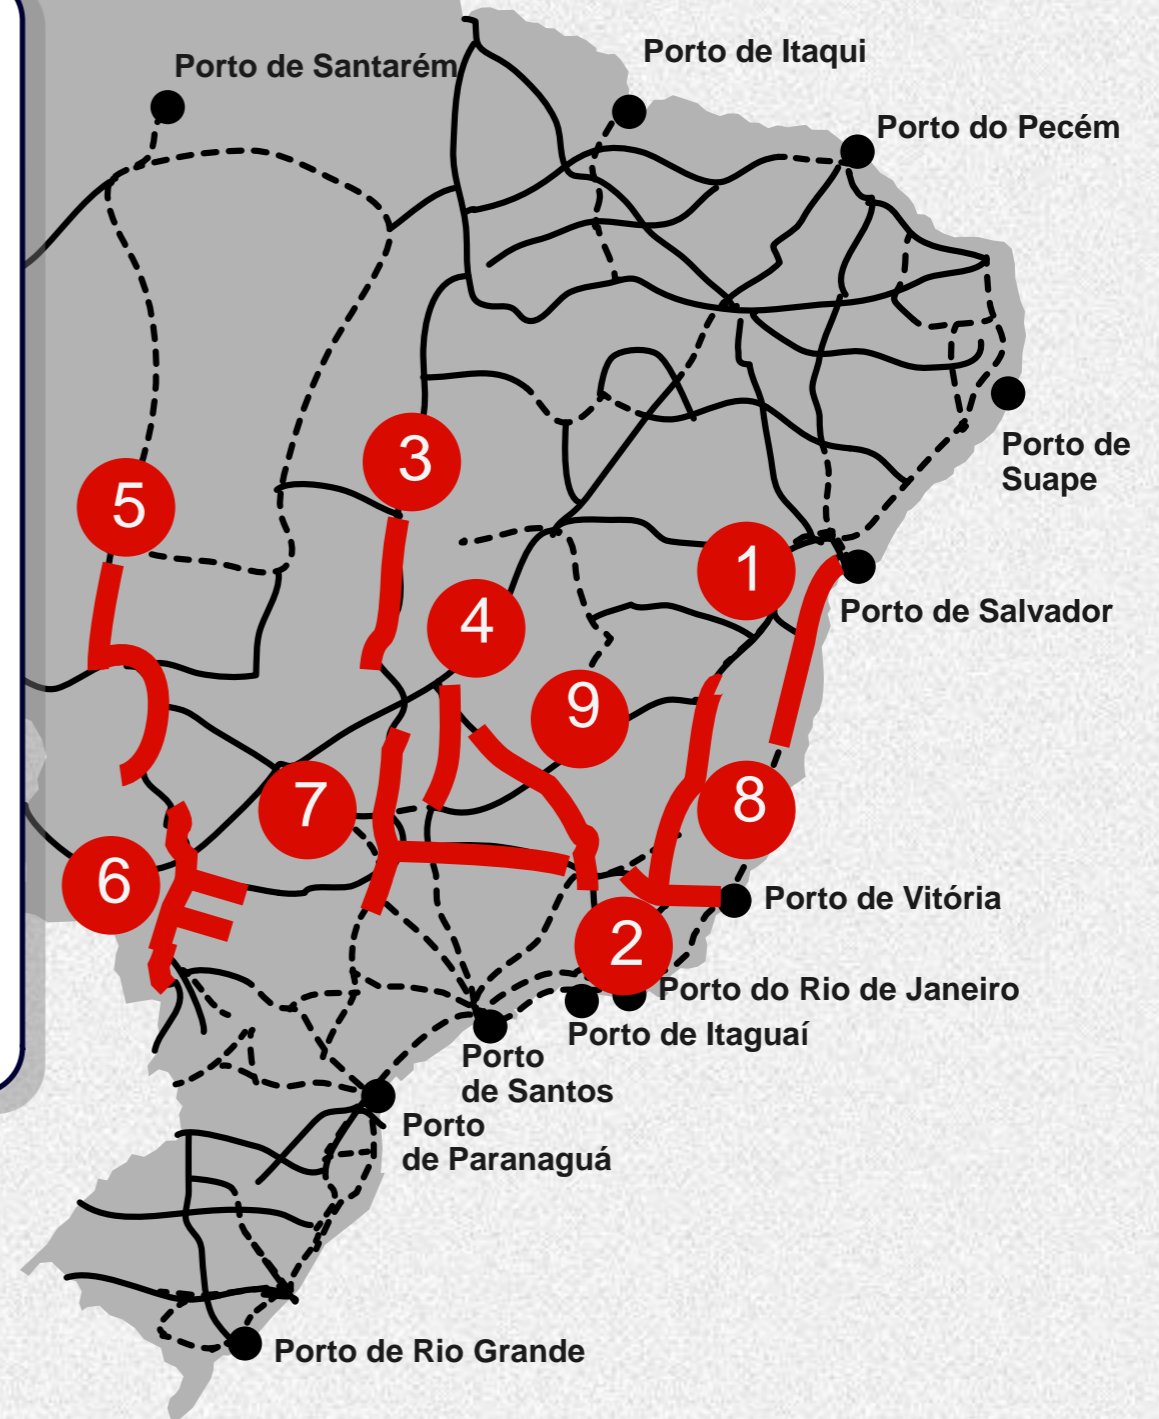 Porto de Itaqui
Porto de Santarém
Porto do Pecém
3
Porto de
Suape
5
1
Porto de Salvador
4
9
7
8
6
Porto de Vitória
2
Porto do Rio de Janeiro
Porto de Itaguaí
Porto
de Santos
Porto
de Paranaguá
Porto de Rio Grande